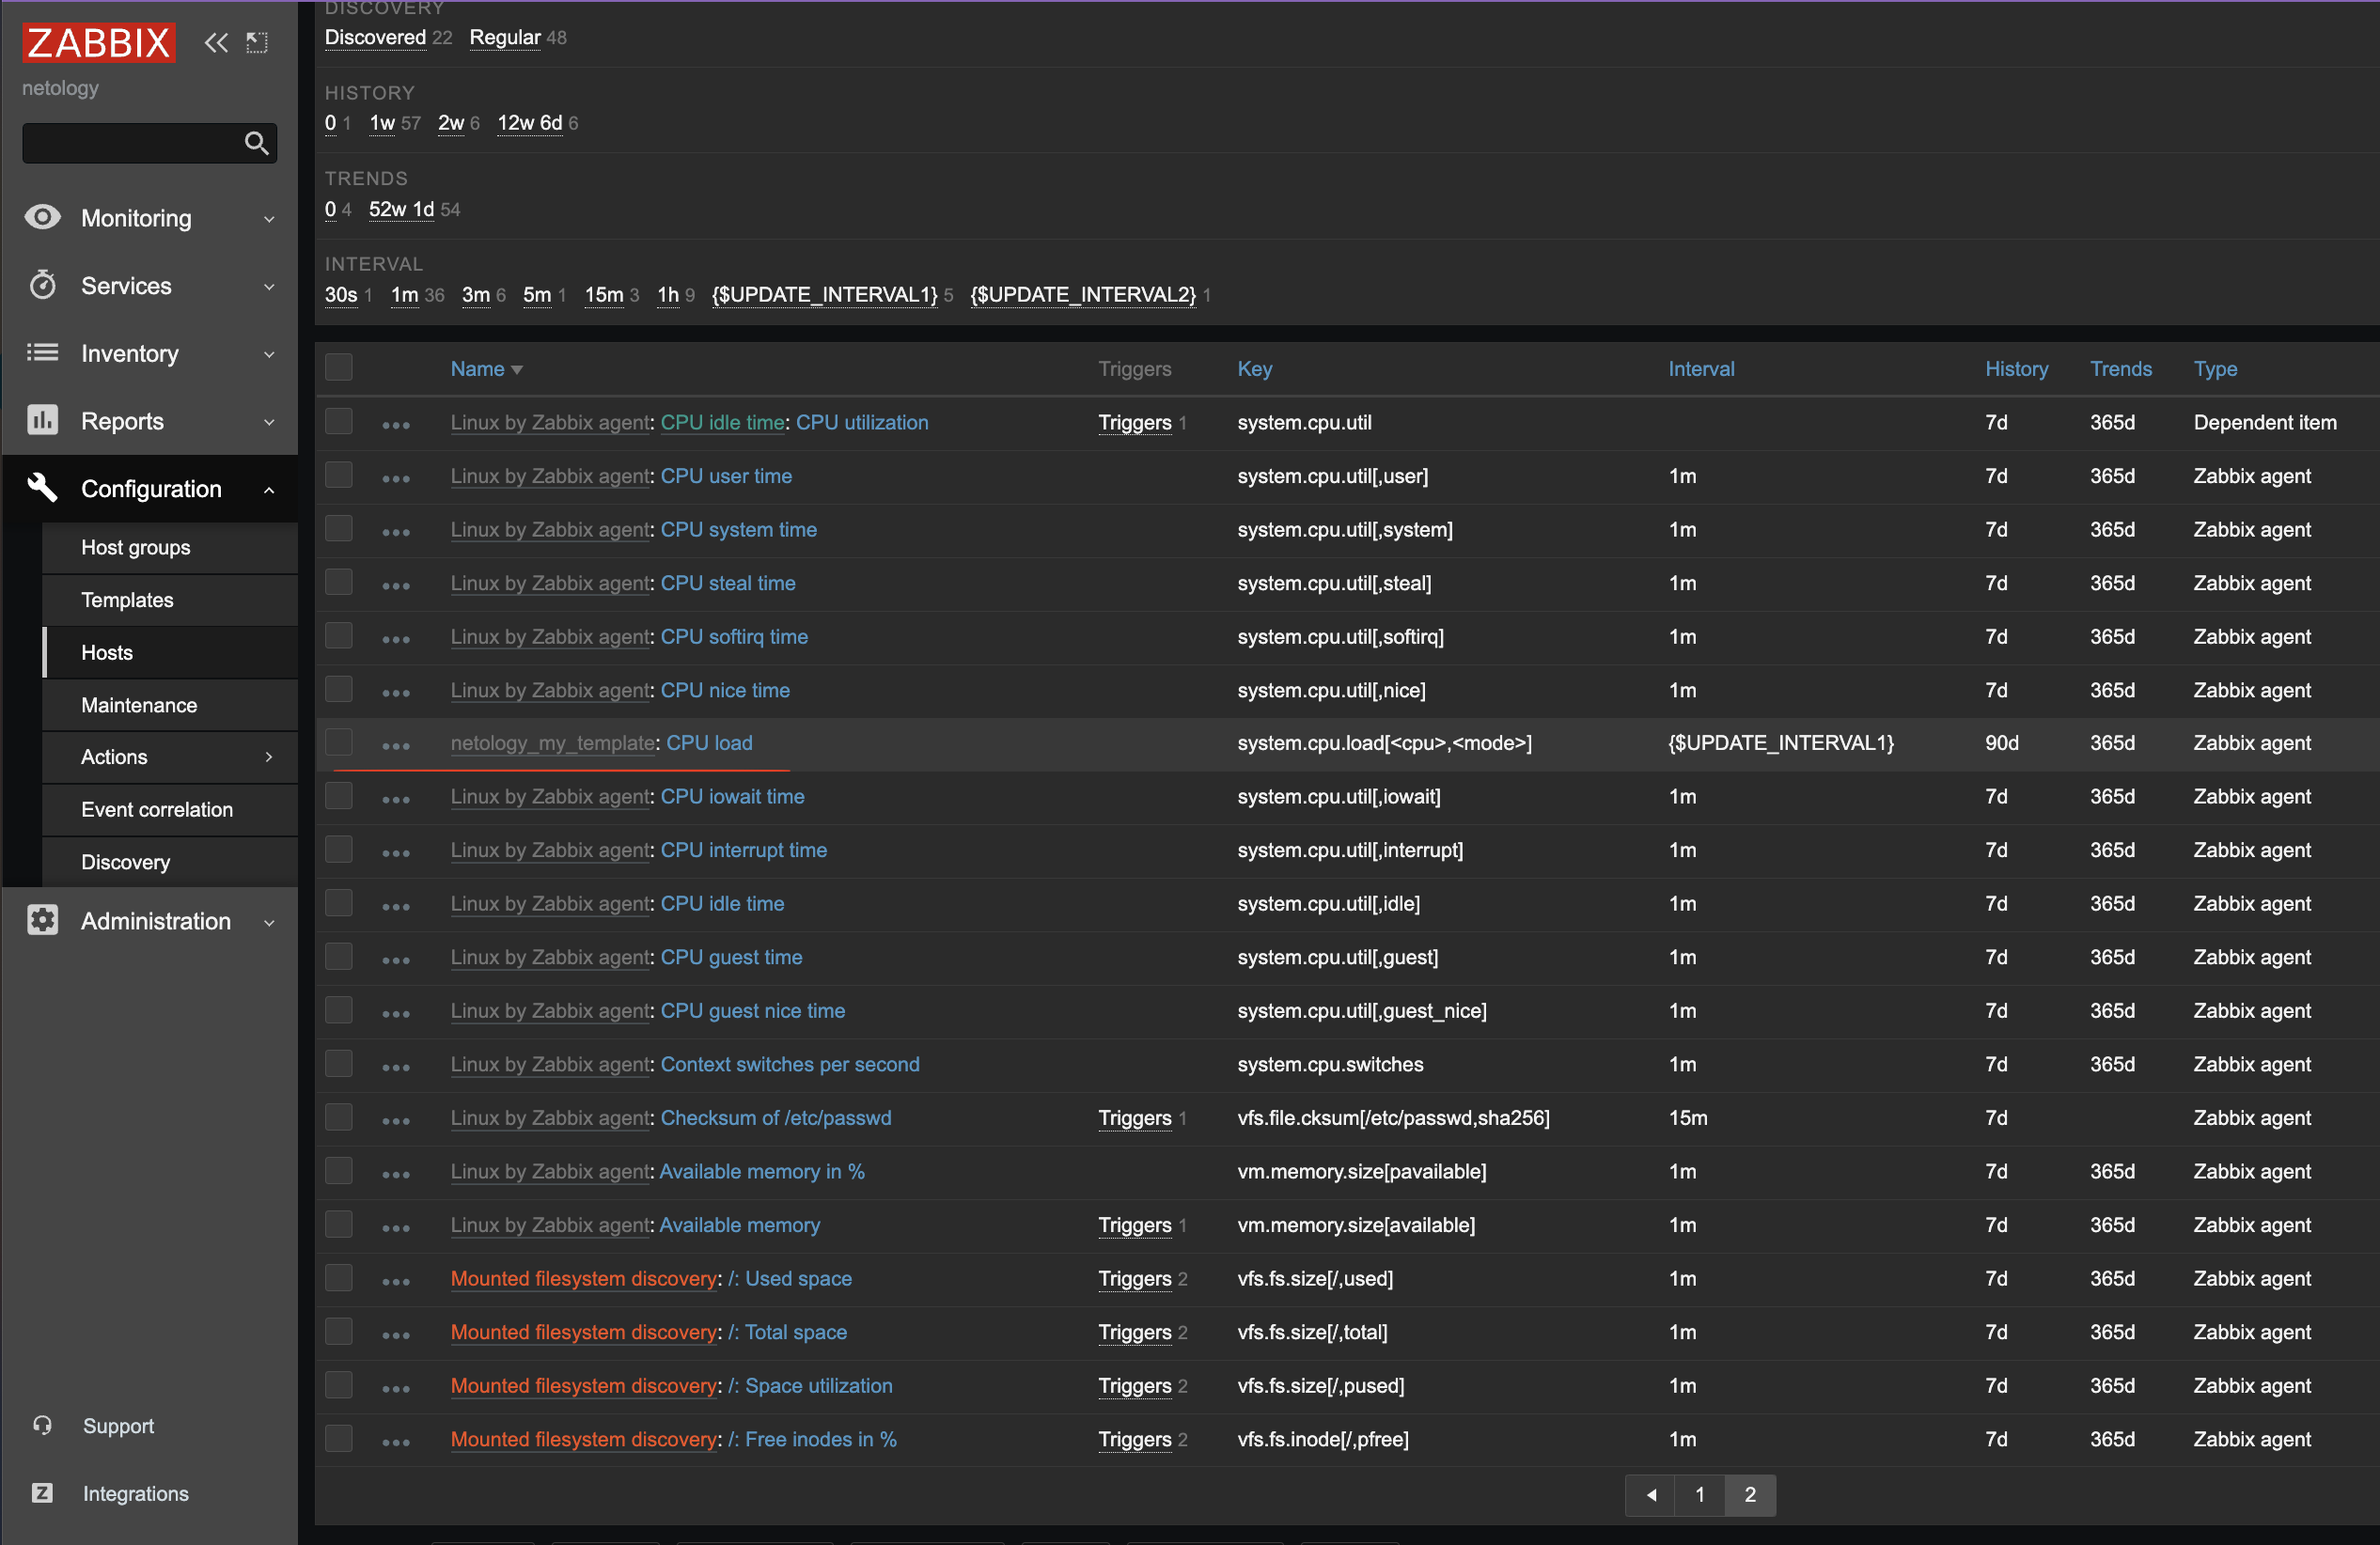 ZABBIX
netology
Monitoring
Services
Inventory
Reports
Configuration
Host groups
Templates
Hosts
Maintenance
Actions
Event correlation
Discovery
Administration
Support
Z Integrations
DISCOVERY
Discovered 22 Regular 48
HISTORY
0 1 1w 57 2w 6 12w 6d 6
TRENDS
0 4 52w 1d 54
INTERVAL
30s 1 1m 36 3m 6 5m 1 15m 3 1h 9 {$UPDATE_INTERVAL1} 5 {$UPDATE_INTERVAL2} 1
Name Triggers Key Interval History Trends Type
Linux by Zabbix agent: CPU idle time: CPU utilization Triggers 1 system.cpu.util 7d 365d Dependent item
Linux by Zabbix agent: CPU user time system.cpu.util[,user] 1m 7d 365d Zabbix agent
Linux by Zabbix agent: CPU system time system.cpu.util[,system] 1m 7d 365d Zabbix agent
Linux by Zabbix agent: CPU steal time system.cpu.util[,steal] 1m 7d 365d Zabbix agent
Linux by Zabbix agent: CPU softirq time system.cpu.util[,softirq] 1m 7d 365d Zabbix agent
Linux by Zabbix agent: CPU nice time system.cpu.util[,nice] 1m 7d 365d Zabbix agent
netology_my_template: CPU load system.cpu.load[<cpu>,<mode>] {$UPDATE_INTERVAL1} 90d 365d Zabbix agent
Linux by Zabbix agent: CPU iowait time system.cpu.util[,iowait] 1m 7d 365d Zabbix agent
Linux by Zabbix agent: CPU interrupt time system.cpu.util[,interrupt] 1m 7d 365d Zabbix agent
Linux by Zabbix agent: CPU idle time system.cpu.util[,idle] 1m 7d 365d Zabbix agent
Linux by Zabbix agent: CPU guest time system.cpu.util[,guest] 1m 7d 365d Zabbix agent
Linux by Zabbix agent: CPU guest nice time system.cpu.util[,guest_nice] 1m 7d 365d Zabbix agent
Linux by Zabbix agent: Context switches per second system.cpu.switches 1m 7d 365d Zabbix agent
Linux by Zabbix agent: Checksum of /etc/passwd Triggers 1 vfs.file.cksum[/etc/passwd,sha256] 15m 7d Zabbix agent
Linux by Zabbix agent: Available memory in % vm.memory.size[pavailable] 1m 7d 365d Zabbix agent
Linux by Zabbix agent: Available memory Triggers 1 vm.memory.size[available] 1m 7d 365d Zabbix agent
Mounted filesystem discovery: /: Used space Triggers 2 vfs.fs.size[/,used] 1m 7d 365d Zabbix agent
Mounted filesystem discovery: /: Total space Triggers 2 vfs.fs.size[/,total] 1m 7d 365d Zabbix agent
Mounted filesystem discovery: /: Space utilization Triggers 2 vfs.fs.size[/,pused] 1m 7d 365d Zabbix agent
Mounted filesystem discovery: /: Free inodes in % Triggers 2 vfs.fs.inode[/,pfree] 1m 7d 365d Zabbix agent
1 2